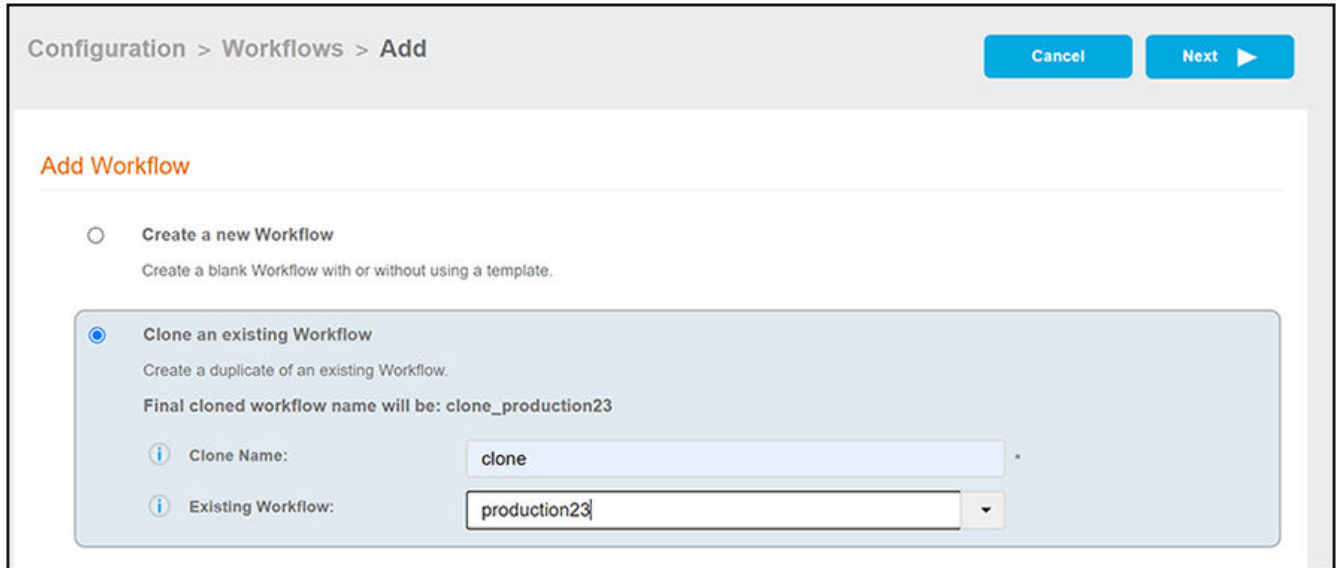 Configuration > Workflows > Add
Cancel
Next
Add Workflow
Create a new Workflow
Create a blank Workflow with or without using a template.
Clone an existing Workflow
Create a duplicate of an existing Workflow.
Final cloned workflow name will be: clone_production23
i Clone Name: clone *
i Existing Workflow: production23